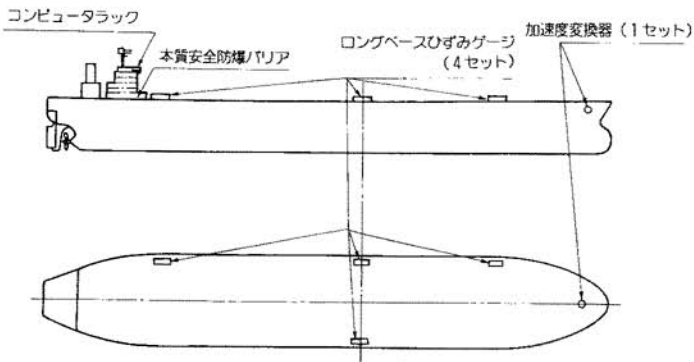 コンピュータラック
本質安全防爆バリア
ロングベースひずみゲージ
(4セット)
加速度変換器(1セット)